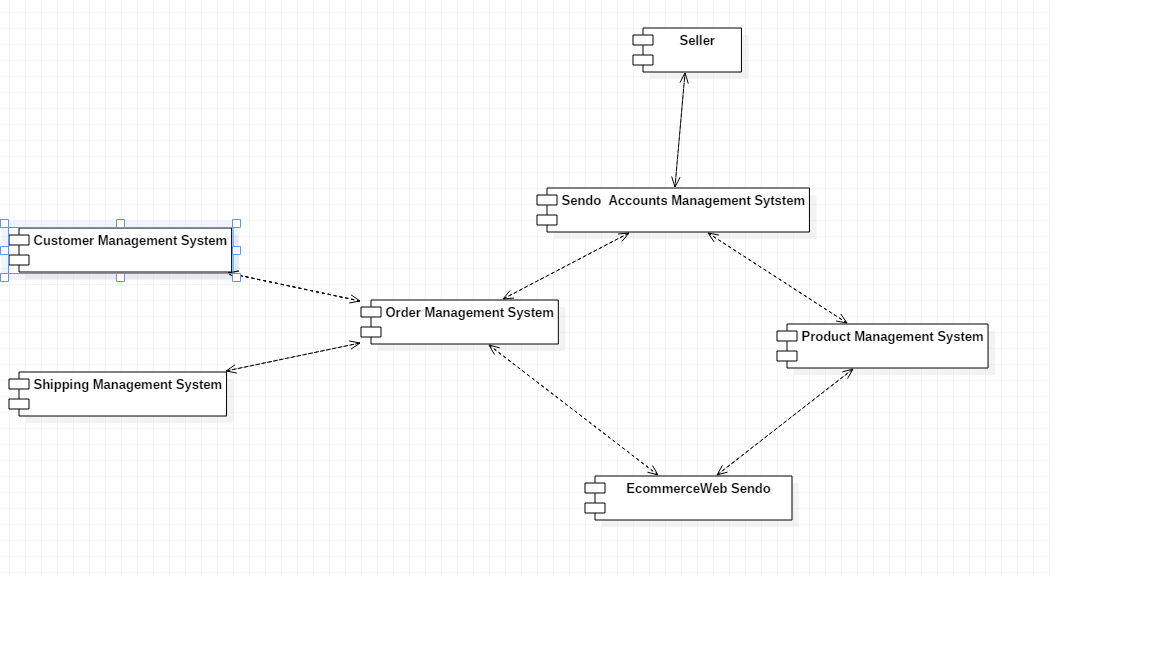 Seller
Sendo  Accounts Management Sytstem
Customer Management System
Order Management System
Product Management System
Shipping Management System
EcommerceWeb Sendo